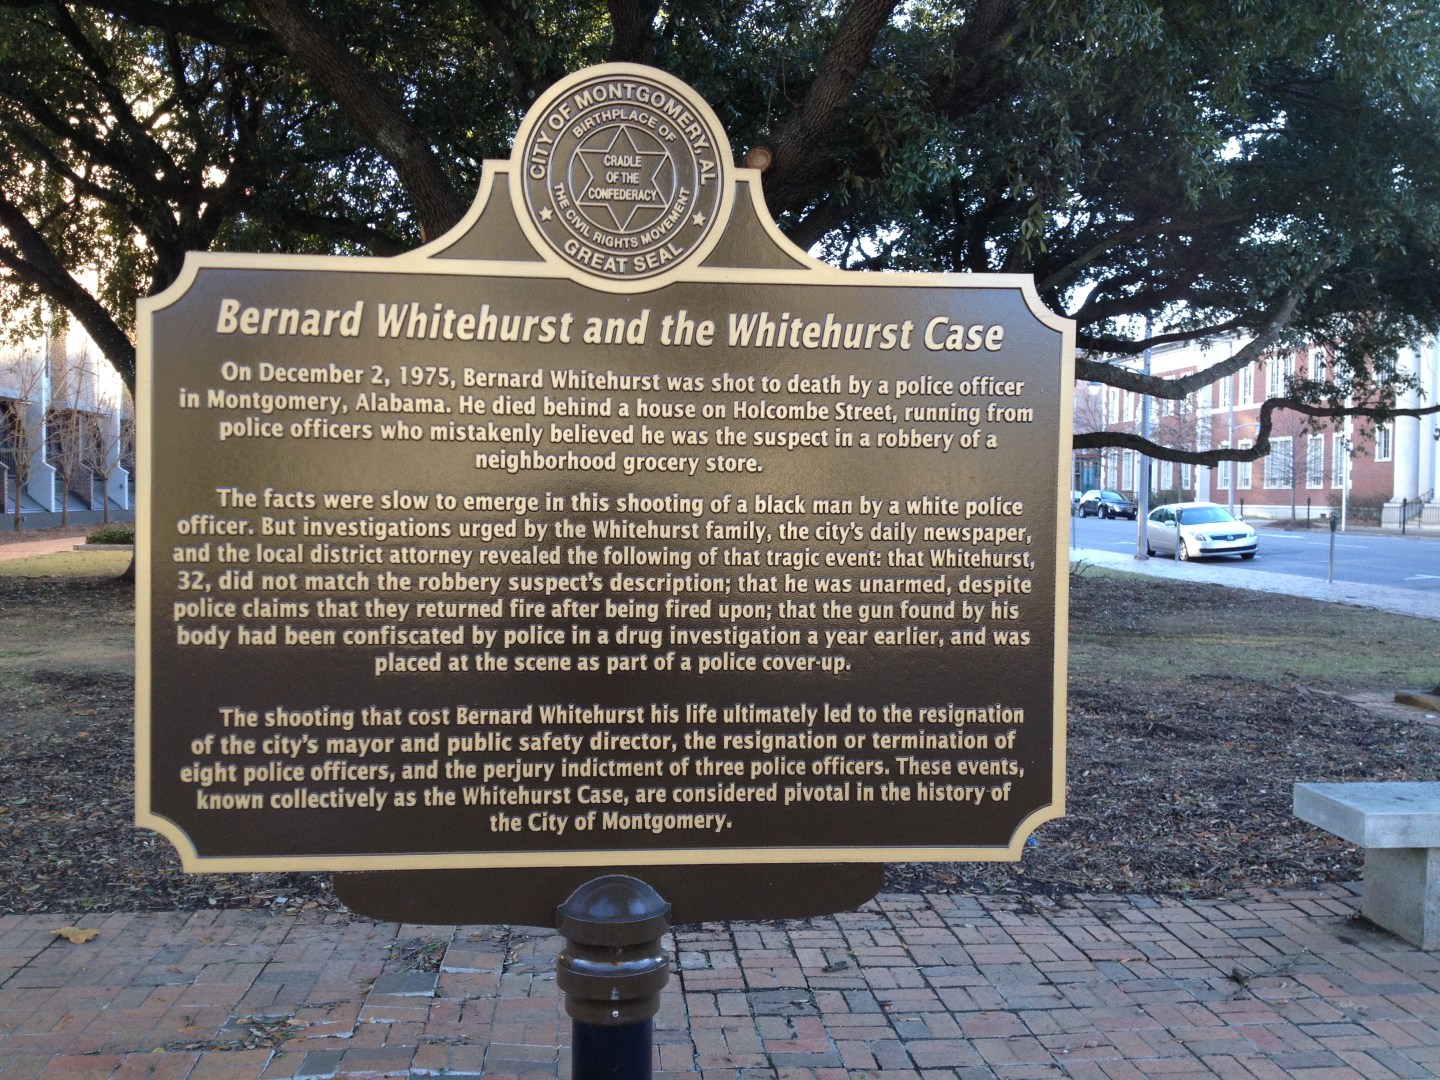 CITY OF MONTGOMERY, AL
BIRTHPLACE OF
CRADLE
OF THE
CONFEDERACY
THE CIVIL RIGHTS MOVEMENT
GREAT SEAL
Bernard Whitehurst and the Whitehurst Case
On December 2, 1975, Bernard Whitehurst was shot to death by a police officer
in Montgomery, Alabama. He died behind a house on Holcombe Street, running from
police officers who mistakenly believed he was the suspect in a robbery of a
neighborhood grocery store.
The facts were slow to emerge in this shooting of a black man by a white police
officer. But investigations urged by the Whitehurst family, the city's daily newspaper,
and the local district attorney revealed the following of that tragic event: that Whitehurst,
32, did not match the robbery suspect's description; that he was unarmed, despite
police claims that they returned fire after being fired upon; that the gun found by his
body had been confiscated by police in a drug investigation a year earlier, and was
placed at the scene as part of a police cover-up.
The shooting that cost Bernard Whitehurst his life ultimately led to the resignation
of the city's mayor and public safety director, the resignation or termination of
eight police officers, and the perjury indictment of three police officers. These events,
known collectively as the Whitehurst Case, are considered pivotal in the history of
the City of Montgomery.